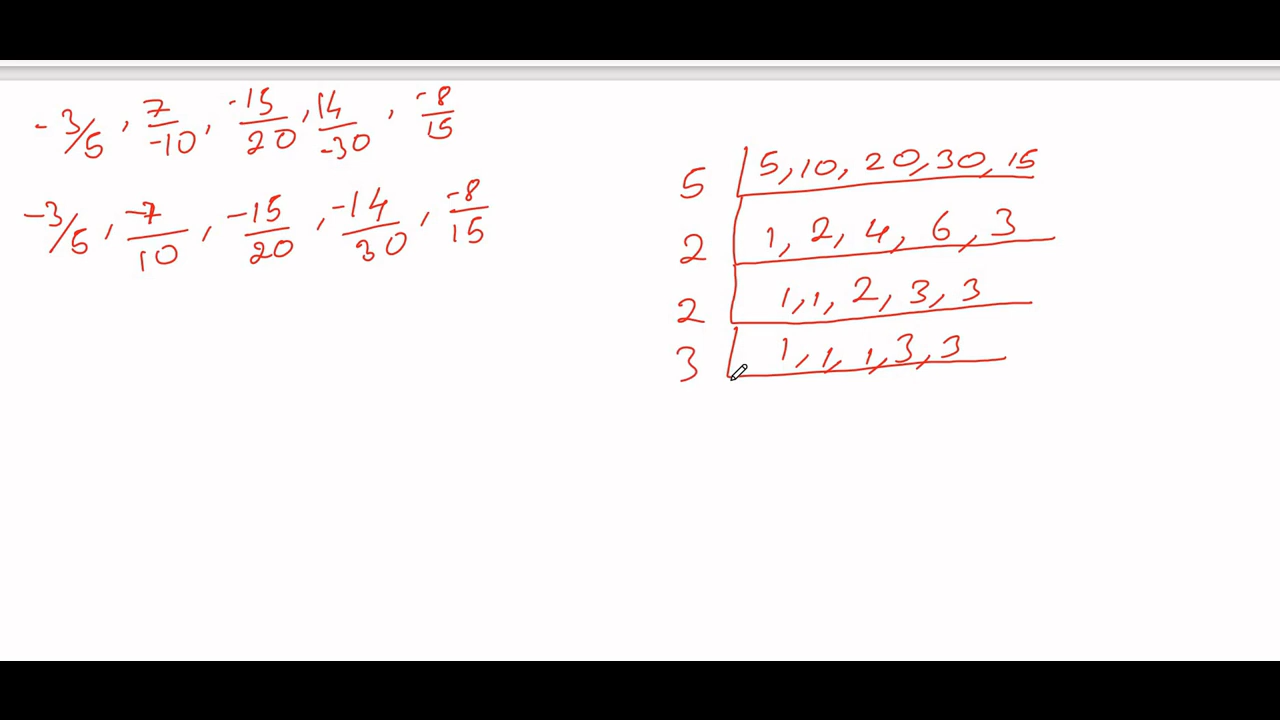 -3/5, 7/-10, -15/20, 14/-30, -8/15
-3/5, -7/10, -15/20, -14/30, -8/15
5 | 5, 10, 20, 30, 15
2 | 1, 2, 4, 6, 3
2 | 1, 1, 2, 3, 3
3 | 1, 1, 1, 3, 3